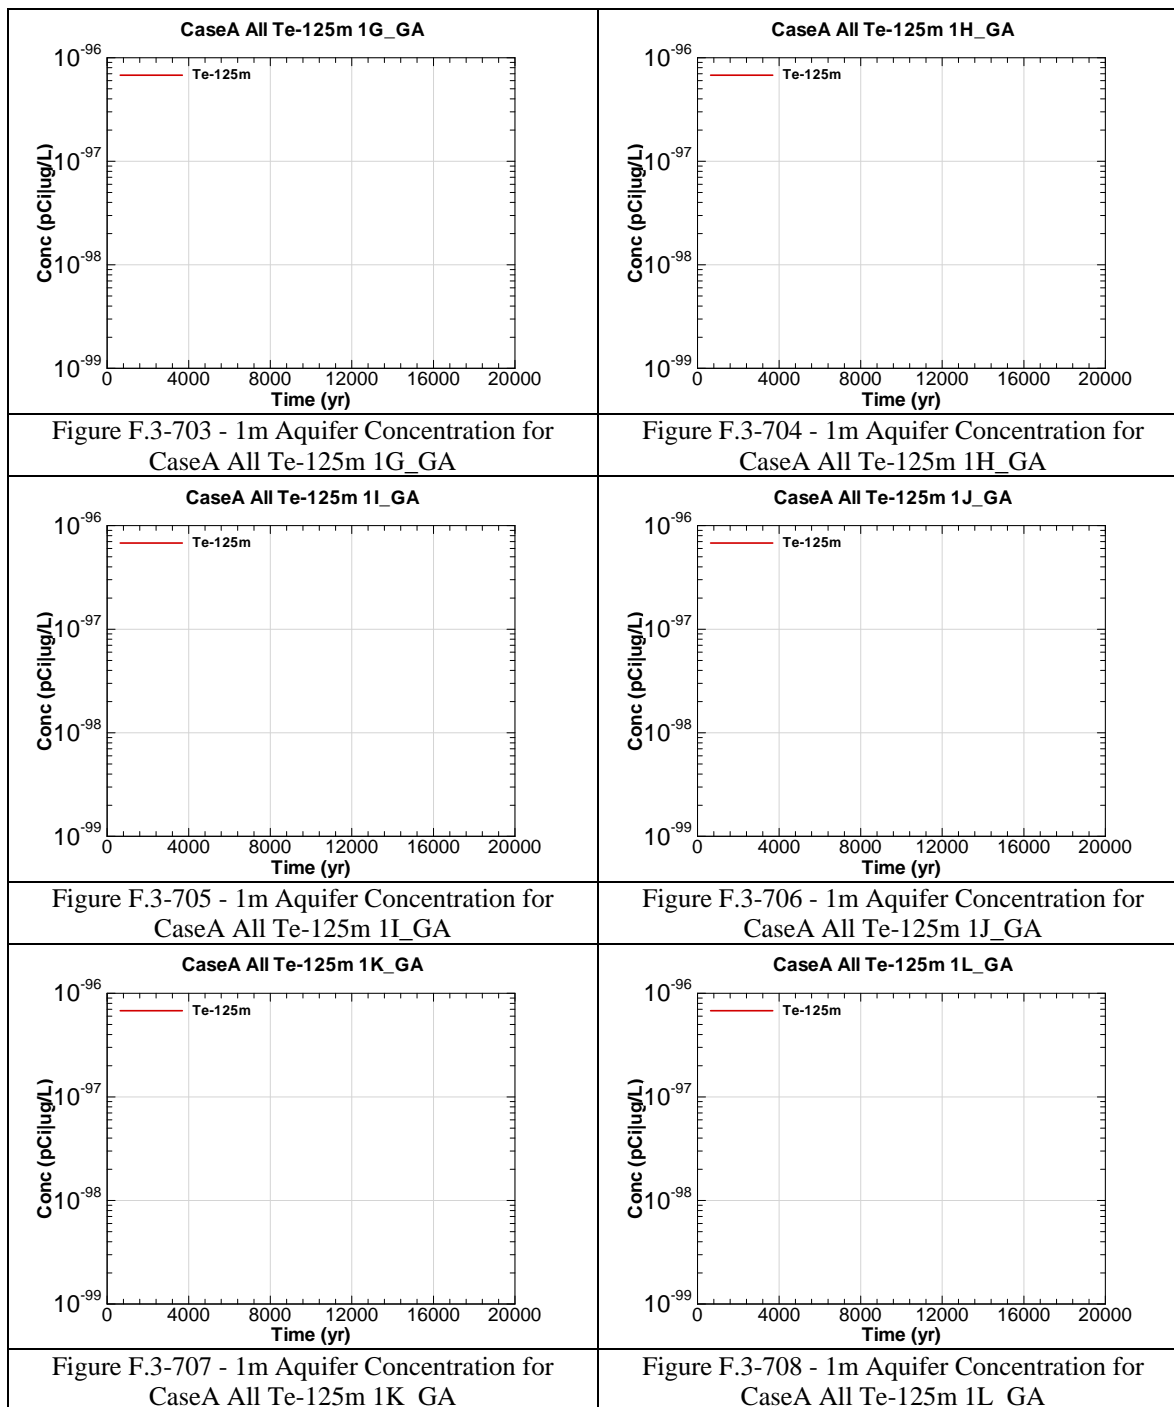 CaseA All Te-125m 1G_GA
10-96
Te-125m
10-97
Conc (pCi|ug/L)
10-98
10-99
0 4000 8000 12000 16000 20000
Time (yr)
Figure F.3-703 - 1m Aquifer Concentration for
CaseA All Te-125m 1G_GA
CaseA All Te-125m 1H_GA
10-96
Te-125m
10-97
Conc (pCi|ug/L)
10-98
10-99
0 4000 8000 12000 16000 20000
Time (yr)
Figure F.3-704 - 1m Aquifer Concentration for
CaseA All Te-125m 1H_GA
CaseA All Te-125m 1I_GA
10-96
Te-125m
10-97
Conc (pCi|ug/L)
10-98
10-99
0 4000 8000 12000 16000 20000
Time (yr)
Figure F.3-705 - 1m Aquifer Concentration for
CaseA All Te-125m 1I_GA
CaseA All Te-125m 1J_GA
10-96
Te-125m
10-97
Conc (pCi|ug/L)
10-98
10-99
0 4000 8000 12000 16000 20000
Time (yr)
Figure F.3-706 - 1m Aquifer Concentration for
CaseA All Te-125m 1J_GA
CaseA All Te-125m 1K_GA
10-96
Te-125m
10-97
Conc (pCi|ug/L)
10-98
10-99
0 4000 8000 12000 16000 20000
Time (yr)
Figure F.3-707 - 1m Aquifer Concentration for
CaseA All Te-125m 1K_GA
CaseA All Te-125m 1L_GA
10-96
Te-125m
10-97
Conc (pCi|ug/L)
10-98
10-99
0 4000 8000 12000 16000 20000
Time (yr)
Figure F.3-708 - 1m Aquifer Concentration for
CaseA All Te-125m 1L_GA